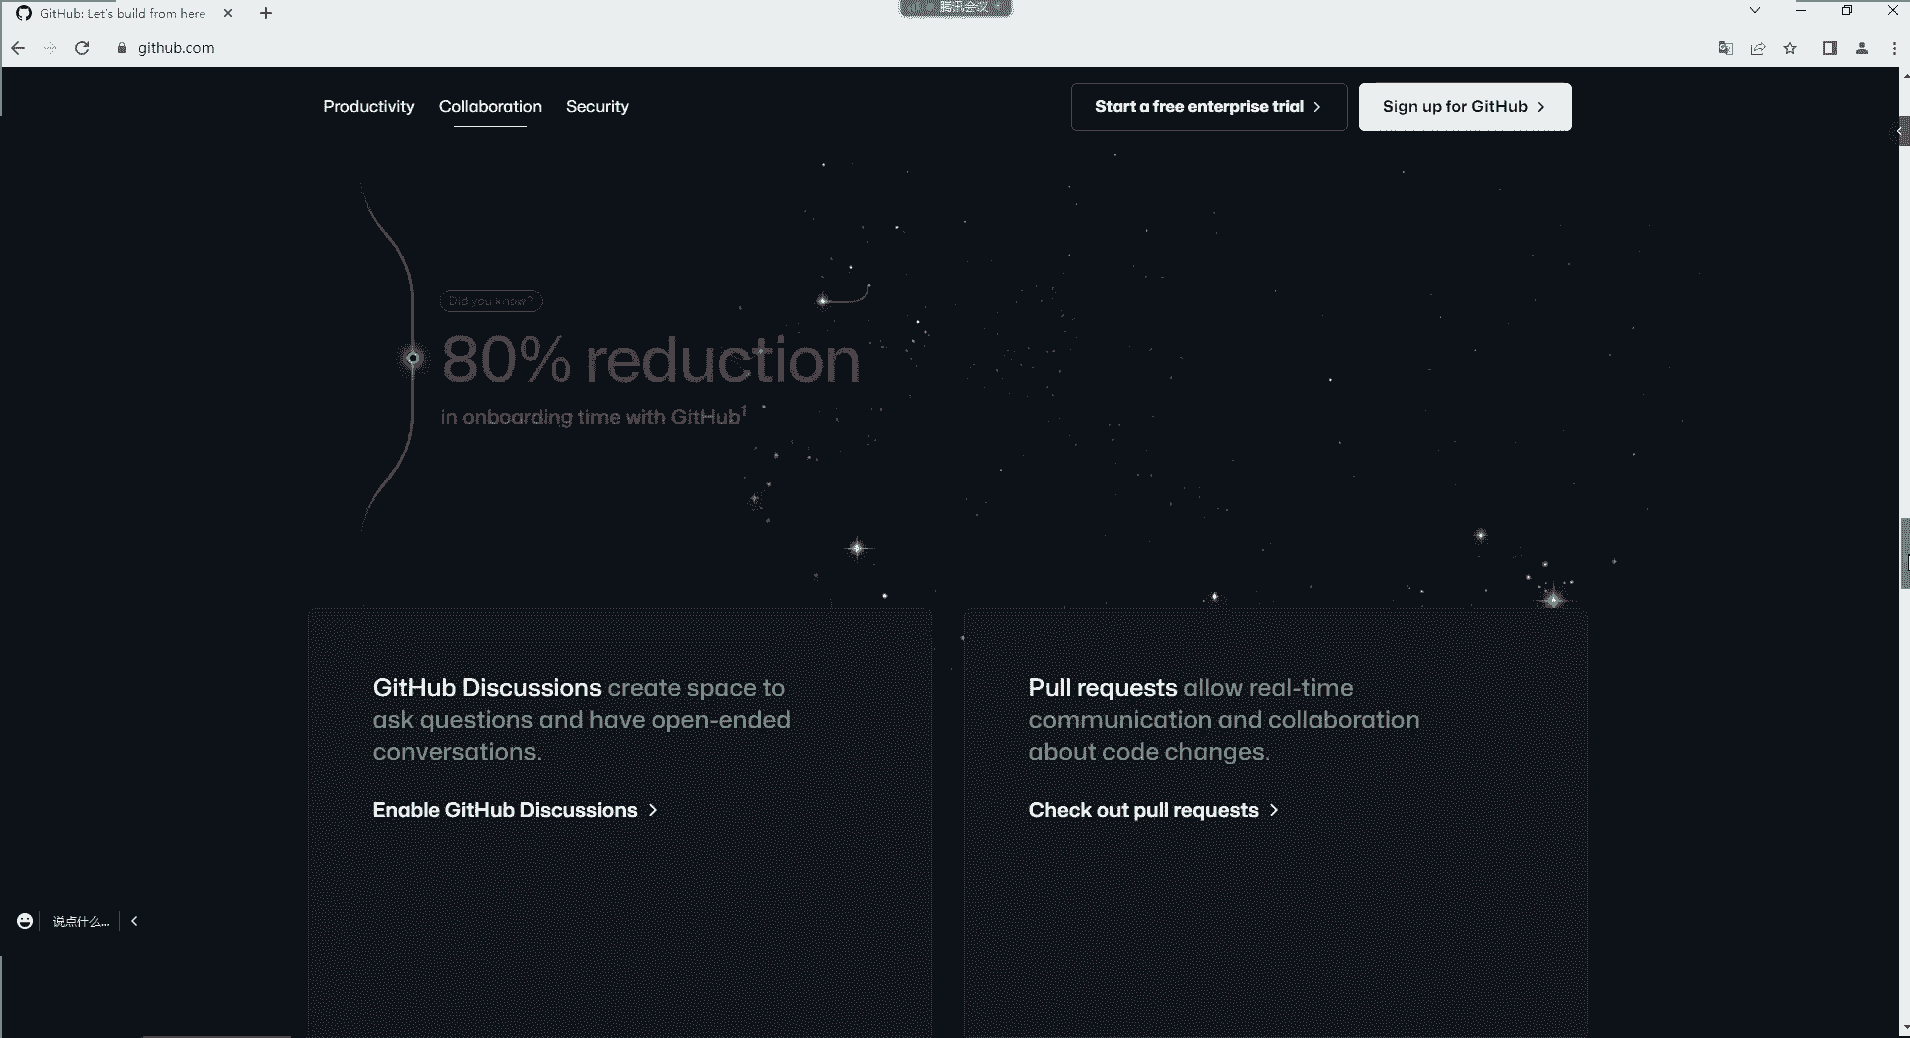 GitHub: Let's build from here
腾讯会议
github.com
Productivity Collaboration Security
Start a free enterprise trial
Sign up for GitHub
Did you know?
80% reduction
in onboarding time with GitHub¹
GitHub Discussions create space to
ask questions and have open-ended
conversations.
Enable GitHub Discussions
Pull requests allow real-time
communication and collaboration
about code changes.
Check out pull requests
说点什么...